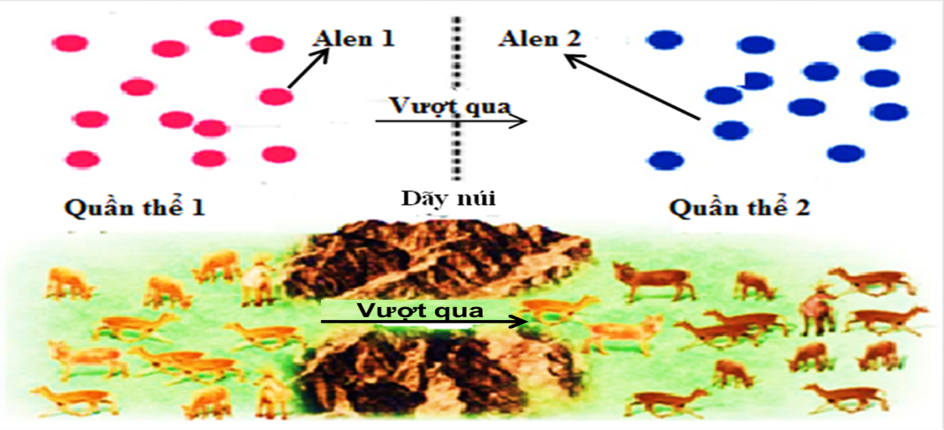 Alen 1
Alen 2
Vượt qua
Dãy núi
Quần thể 1
Quần thể 2
Vượt qua